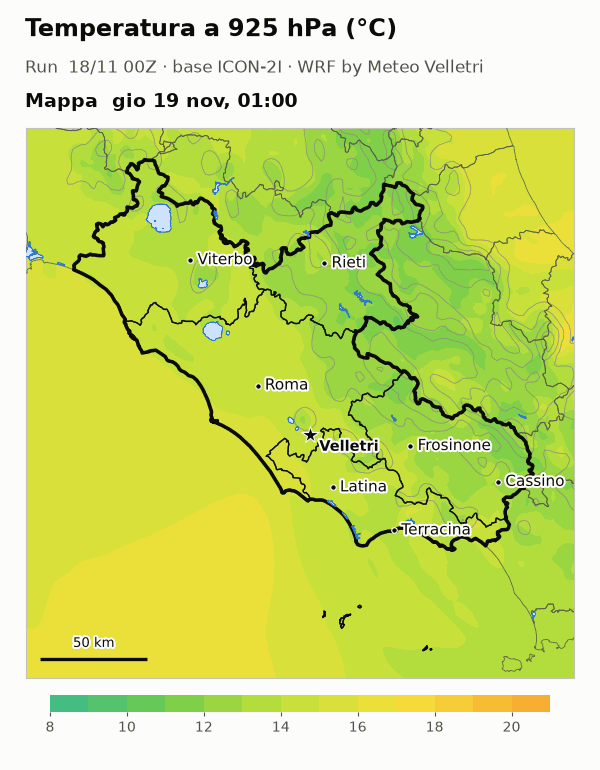 Temperatura a 925 hPa (°C)
Run 18/11 00Z · base ICON-2I · WRF by Meteo Velletri
Mappa gio 19 nov, 01:00
Viterbo
Rieti
Roma
Velletri
Frosinone
Latina
Cassino
Terracina
50 km
8 10 12 14 16 18 20